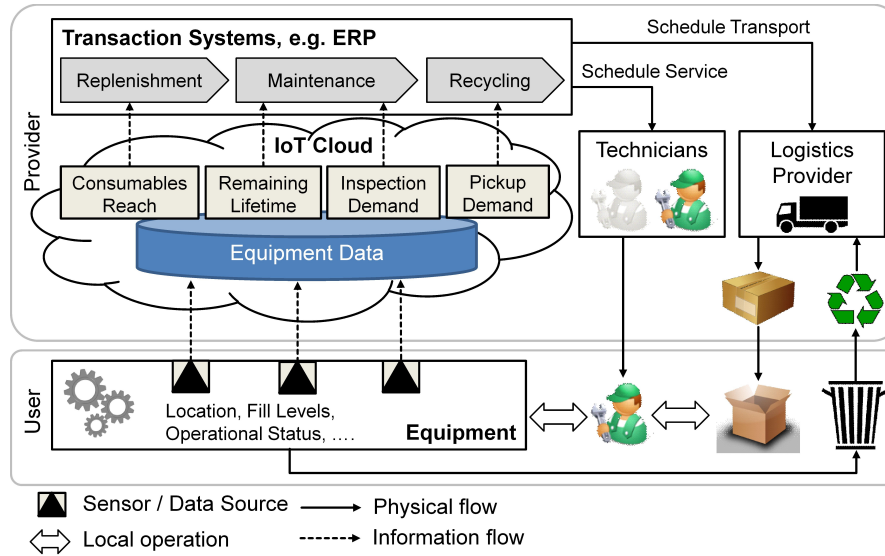 Transaction Systems, e.g. ERP
Schedule Transport
Replenishment
Maintenance
Recycling
Schedule Service
Provider
IoT Cloud
Consumables
Reach
Remaining
Lifetime
Inspection
Demand
Pickup
Demand
Technicians
Logistics
Provider
Equipment Data
User
Location, Fill Levels,
Operational Status, ....
Equipment
Sensor / Data Source
Physical flow
Local operation
Information flow